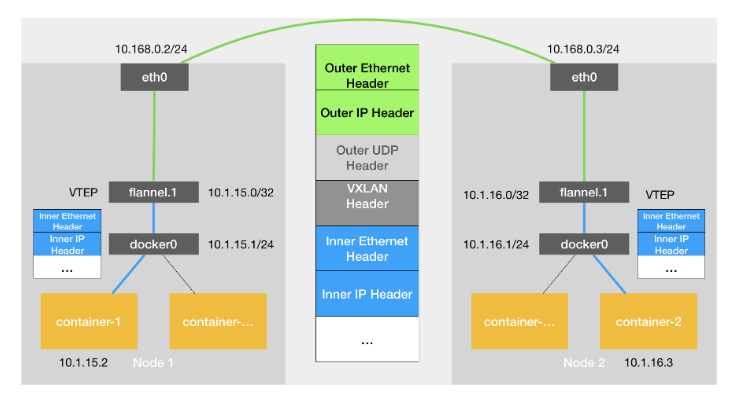 10.168.0.2/24
10.168.0.3/24
eth0
eth0
Outer Ethernet
Header
Outer IP Header
Outer UDP
Header
VXLAN
Header
Inner Ethernet
Header
Inner IP Header
...
VTEP
flannel.1
10.1.15.0/32
Inner Ethernet
Header
Inner IP
Header
...
docker0
10.1.15.1/24
container-1
container-...
10.1.15.2
Node 1
10.1.16.0/32
flannel.1
VTEP
10.1.16.1/24
docker0
Inner Ethernet
Header
Inner IP
Header
...
container-...
container-2
Node 2
10.1.16.3